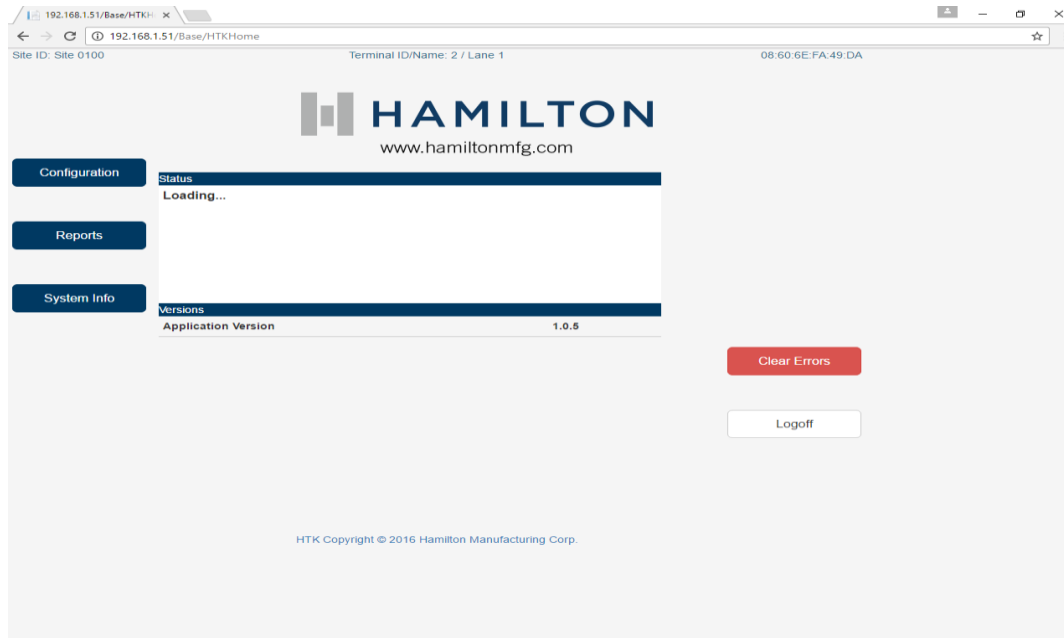 192.168.1.51/Base/HTKH
192.168.1.51/Base/HTKHome
Site ID: Site 0100
Terminal ID/Name: 2 / Lane 1
08:60:6E:FA:49:DA
HAMILTON
www.hamiltonmfg.com
Configuration
Status
Loading...
Reports
System Info
Versions
Application Version 1.0.5
Clear Errors
Logoff
HTK Copyright © 2016 Hamilton Manufacturing Corp.